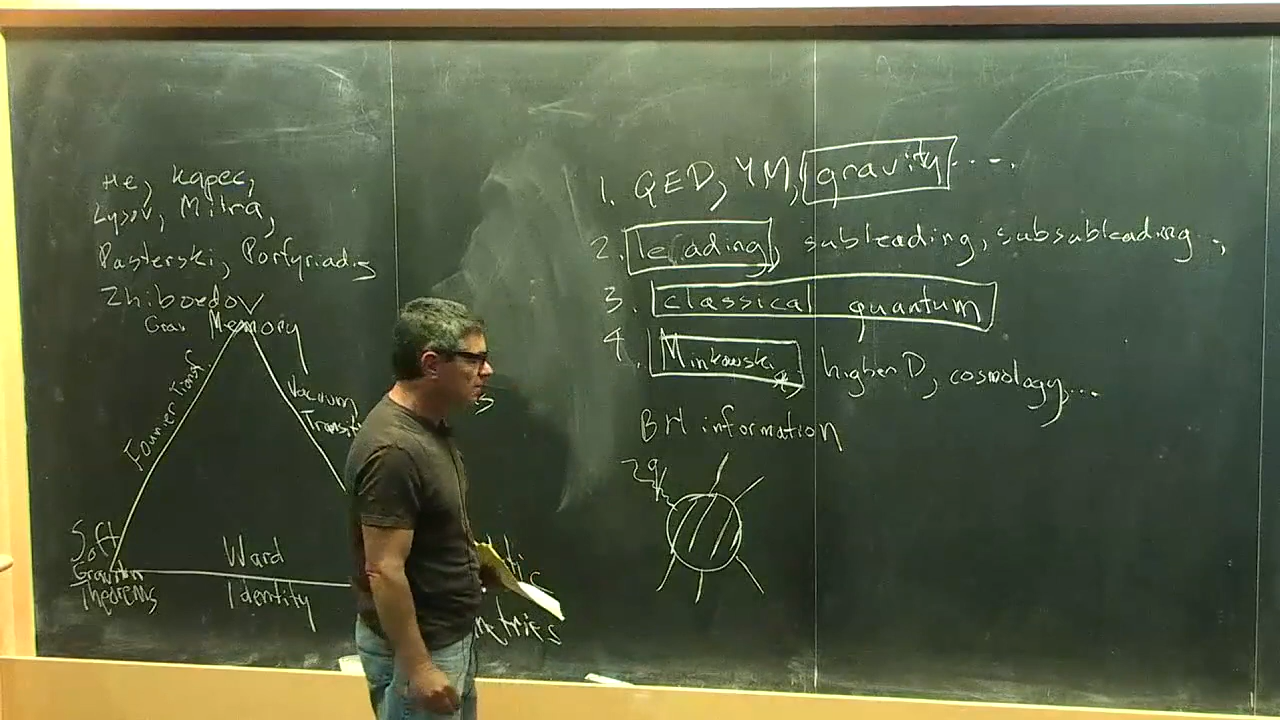 He, Kapec,
Lysov, Mitra,
Pasterski, Porfyriadis
Zhiboedov
Grav Memory
Fourier Transf
Vacuum
Soft
Graviton
Theorems
Ward
Identity
1. QED, YM, gravity....
2. leading, subleading, subsubleading..,
3. classical quantum
4. Minkowski, higher D, cosmology...
BH information